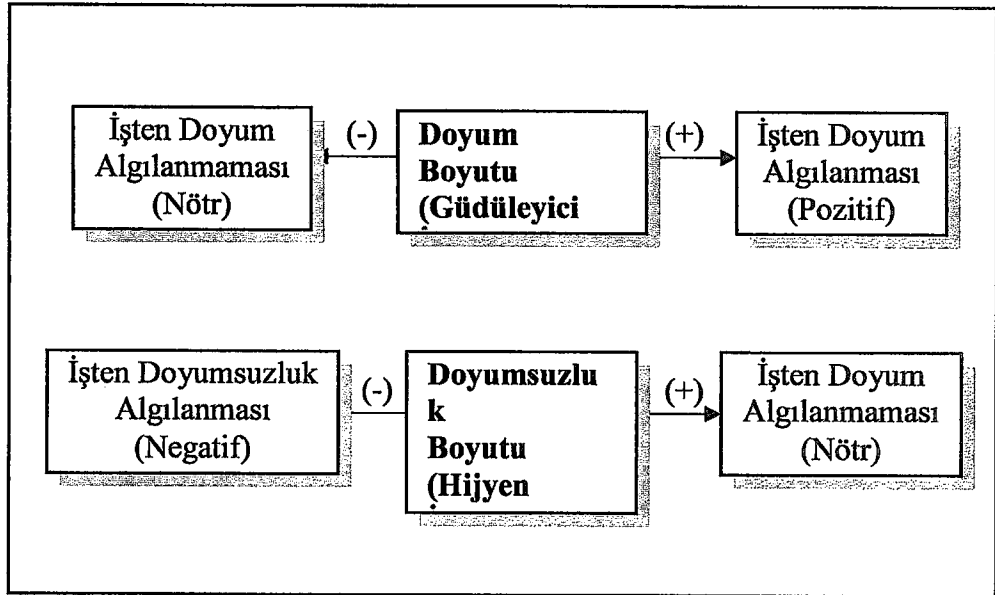 İşten Doyum
Algılanmaması
(Nötr)
(-)
Doyum
Boyutu
(Güdüleyici
(+)
İşten Doyum
Algılanması
(Pozitif)
İşten Doyumsuzluk
Algılanması
(Negatif)
(-)
Doyumsuzlu
k
Boyutu
(Hijyen
(+)
İşten Doyum
Algılanmaması
(Nötr)